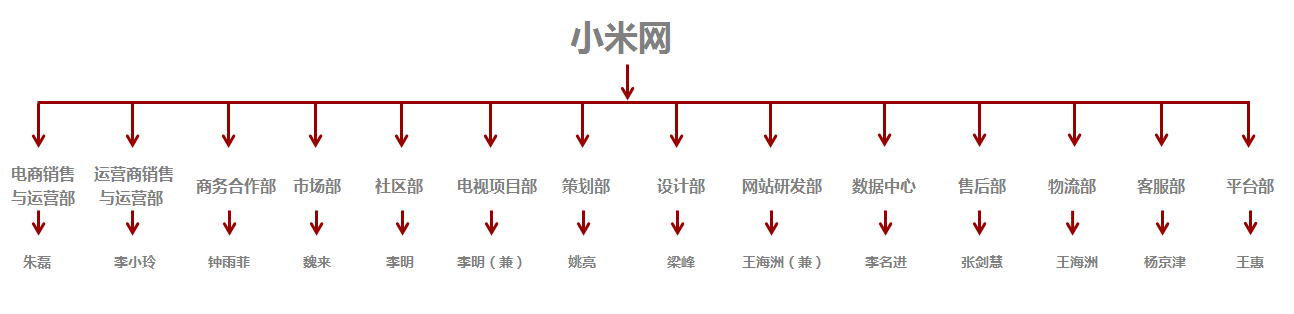 小米网
电商销售
与运营部
运营商销售
与运营部
商务合作部
市场部
社区部
电视项目部
策划部
设计部
网站研发部
数据中心
售后部
物流部
客服部
平台部
朱磊
李小玲
钟雨菲
魏来
李明
李明（兼）
姚亮
梁峰
王海洲（兼）
李名进
张剑慧
王海洲
杨京津
王惠